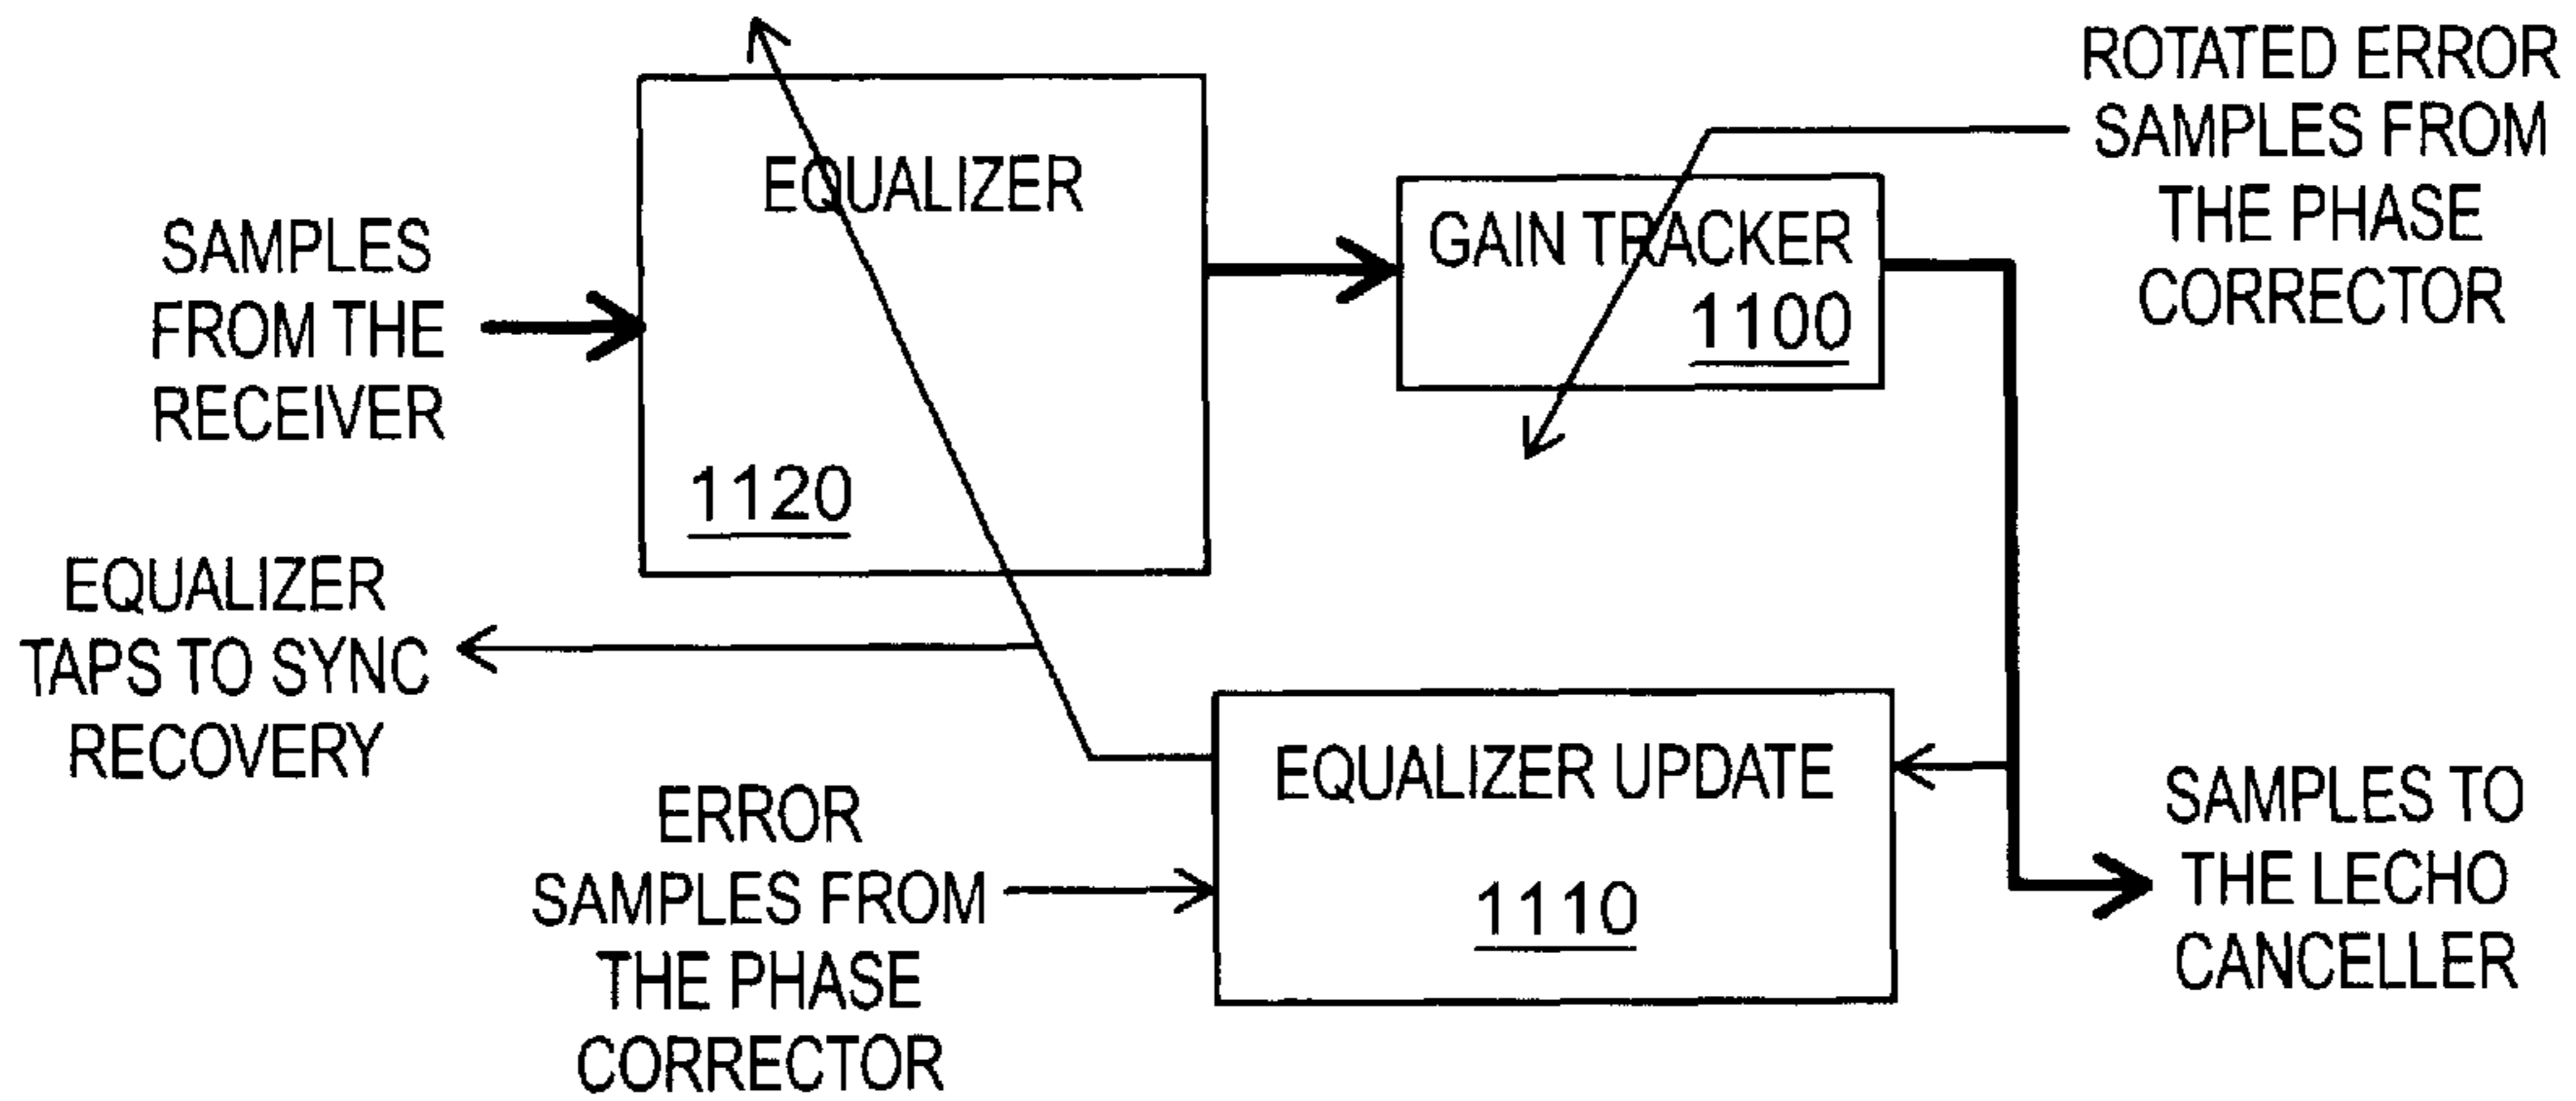 SAMPLES
FROM THE
RECEIVER
EQUALIZER
1120
GAIN TRACKER
1100
ROTATED ERROR
SAMPLES FROM
THE PHASE
CORRECTOR
EQUALIZER
TAPS TO SYNC
RECOVERY
ERROR
SAMPLES FROM
THE PHASE
CORRECTOR
EQUALIZER UPDATE
1110
SAMPLES TO
THE LECHO
CANCELLER